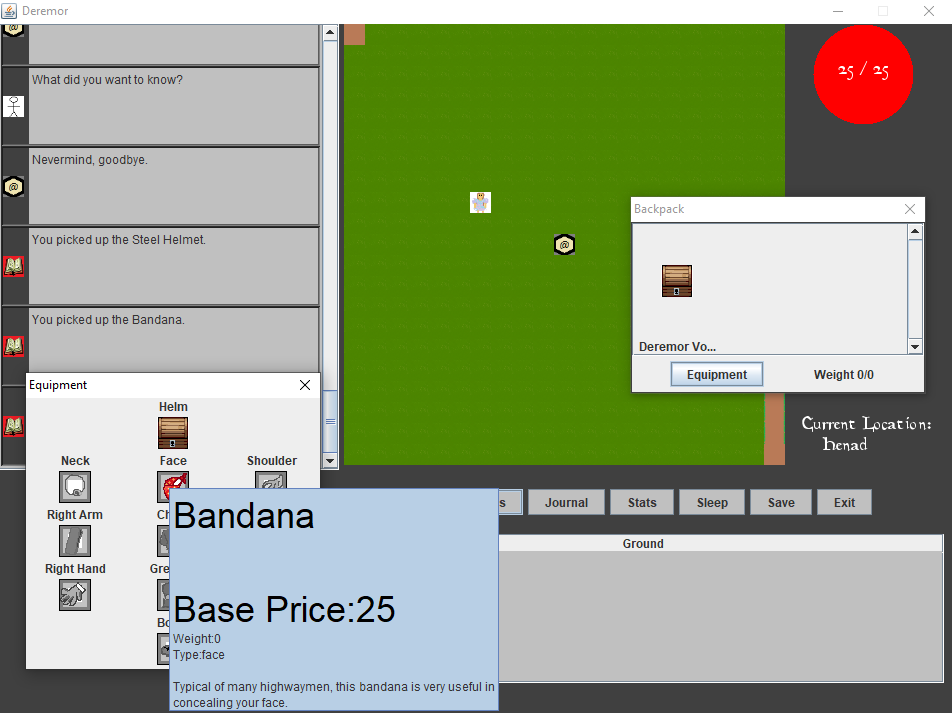 Deremor
What did you want to know?
Nevermind, goodbye.
You picked up the Steel Helmet.
You picked up the Bandana.
25 / 25
@
@
@
Backpack
Deremor Vo...
Equipment
Weight 0/0
Current Location:
henad
Equipment
Helm
Neck
Face
Shoulder
Right Arm
Ch
Right Hand
Gre
Bo
Bandana
Base Price:25
Weight:0
Type:face
Typical of many highwaymen, this bandana is very useful in
concealing your face.
s
Journal
Stats
Sleep
Save
Exit
Ground